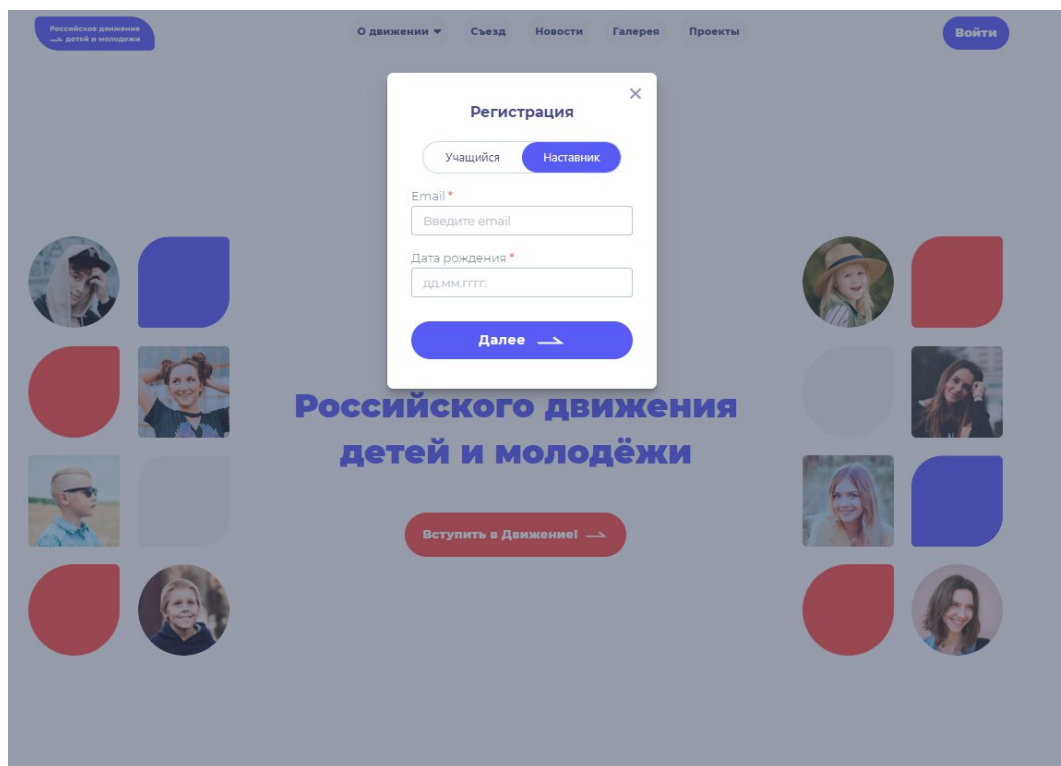 Российское движение
детей и молодежи
О движении
Съезд
Новости
Галерея
Проекты
Войти
Регистрация
Учащийся
Наставник
Email *
Введите email
Дата рождения *
дд.мм.гггг.
Далее
Российского движения
детей и молодёжи
Вступить в Движение!